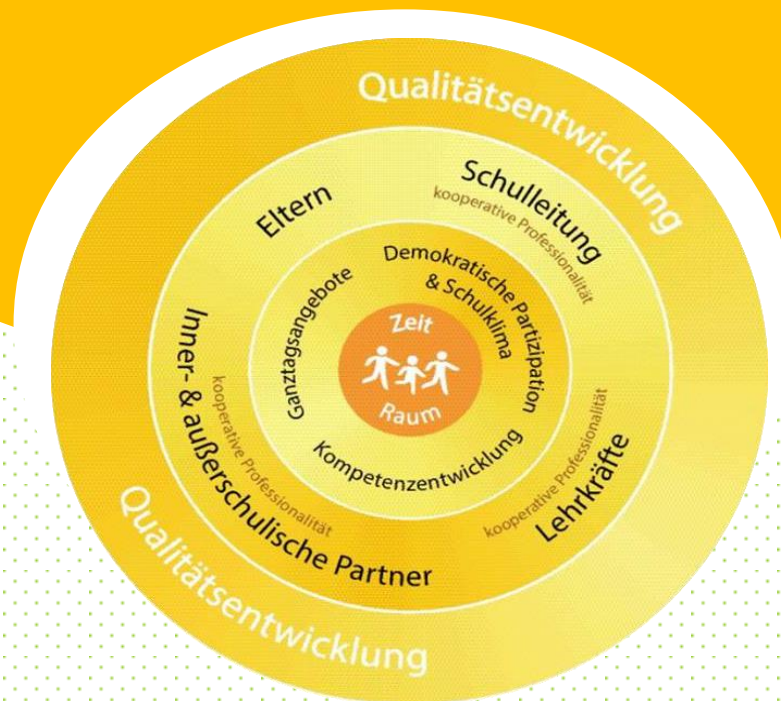 Qualitätsentwicklung
Eltern
Schulleitung
kooperative Professionalität
Ganztagsangebote
Demokratische Partizipation
& Schulklima
Zeit
Raum
Kompetenzentwicklung
Inner- & außerschulische Partner
kooperative Professionalität
kooperative Professionalität
Lehrkräfte
Qualitätsentwicklung